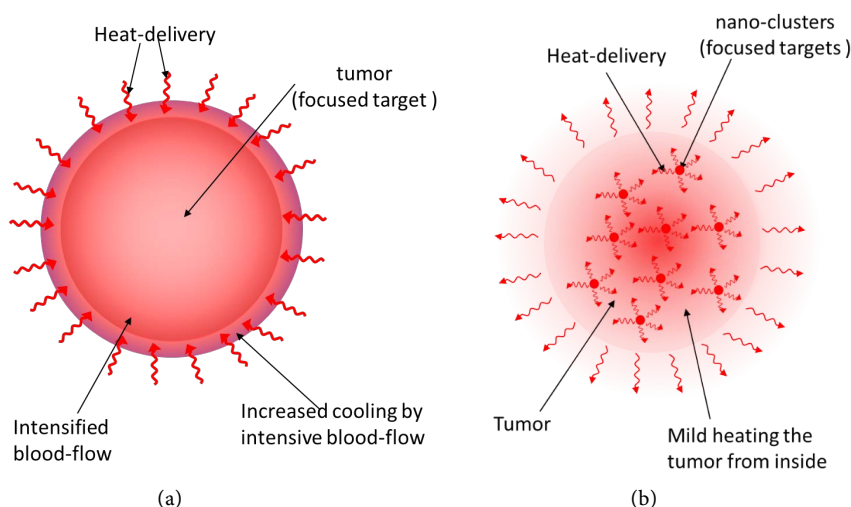 Heat-delivery
tumor
(focused target )
Intensified
blood-flow
Increased cooling by
intensive blood-flow
(a)
nano-clusters
(focused targets )
Heat-delivery
Tumor
Mild heating the
tumor from inside
(b)